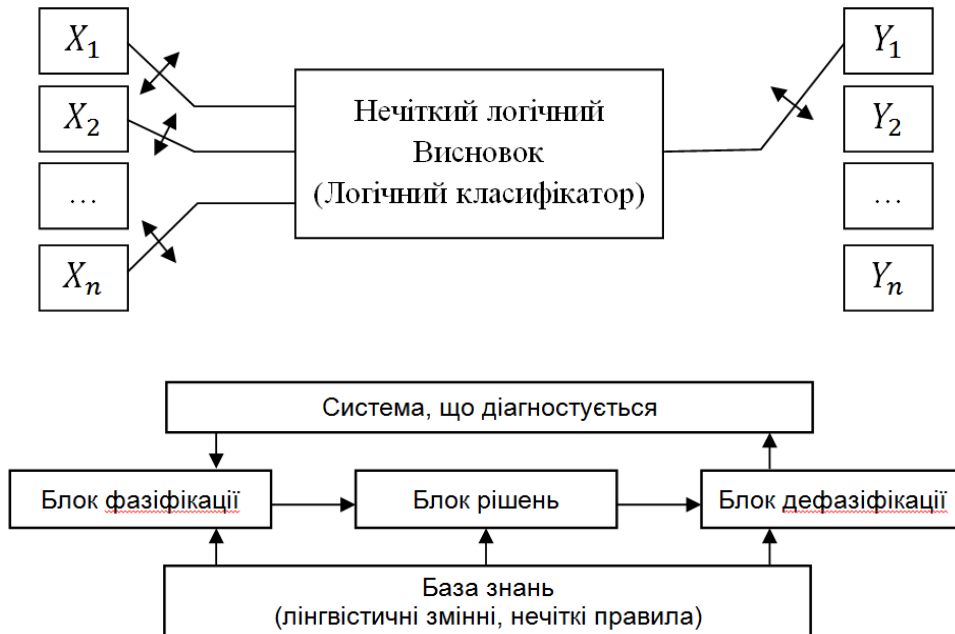 X₁
X₂
…
Xₙ
Нечіткий логічний
Висновок
(Логічний класифікатор)
Y₁
Y₂
…
Yₙ
Система, що діагностується
Блок фазіфікації
Блок рішень
Блок дефазіфікації
База знань
(лінгвістичні змінні, нечіткі правила)